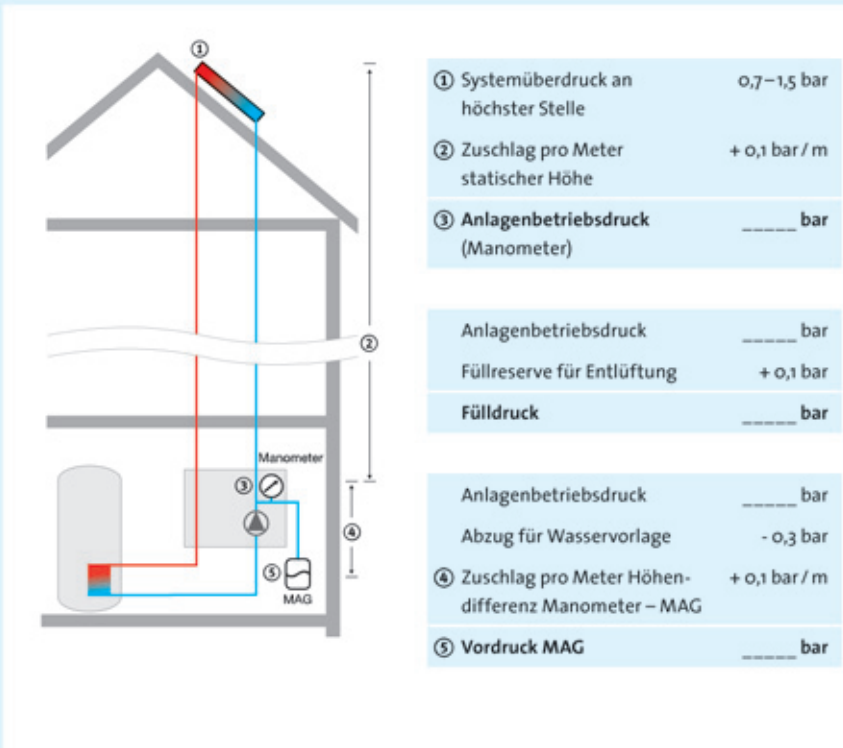 ①
②
Manometer
③
④
⑤
MAG
① Systemüberdruck an 0,7–1,5 bar
höchster Stelle
② Zuschlag pro Meter + 0,1 bar / m
statischer Höhe
③ Anlagenbetriebsdruck _____ bar
(Manometer)
Anlagenbetriebsdruck _____ bar
Füllreserve für Entlüftung + 0,1 bar
Fülldruck _____ bar
Anlagenbetriebsdruck _____ bar
Abzug für Wasservorlage - 0,3 bar
④ Zuschlag pro Meter Höhen- + 0,1 bar / m
differenz Manometer – MAG
⑤ Vordruck MAG _____ bar